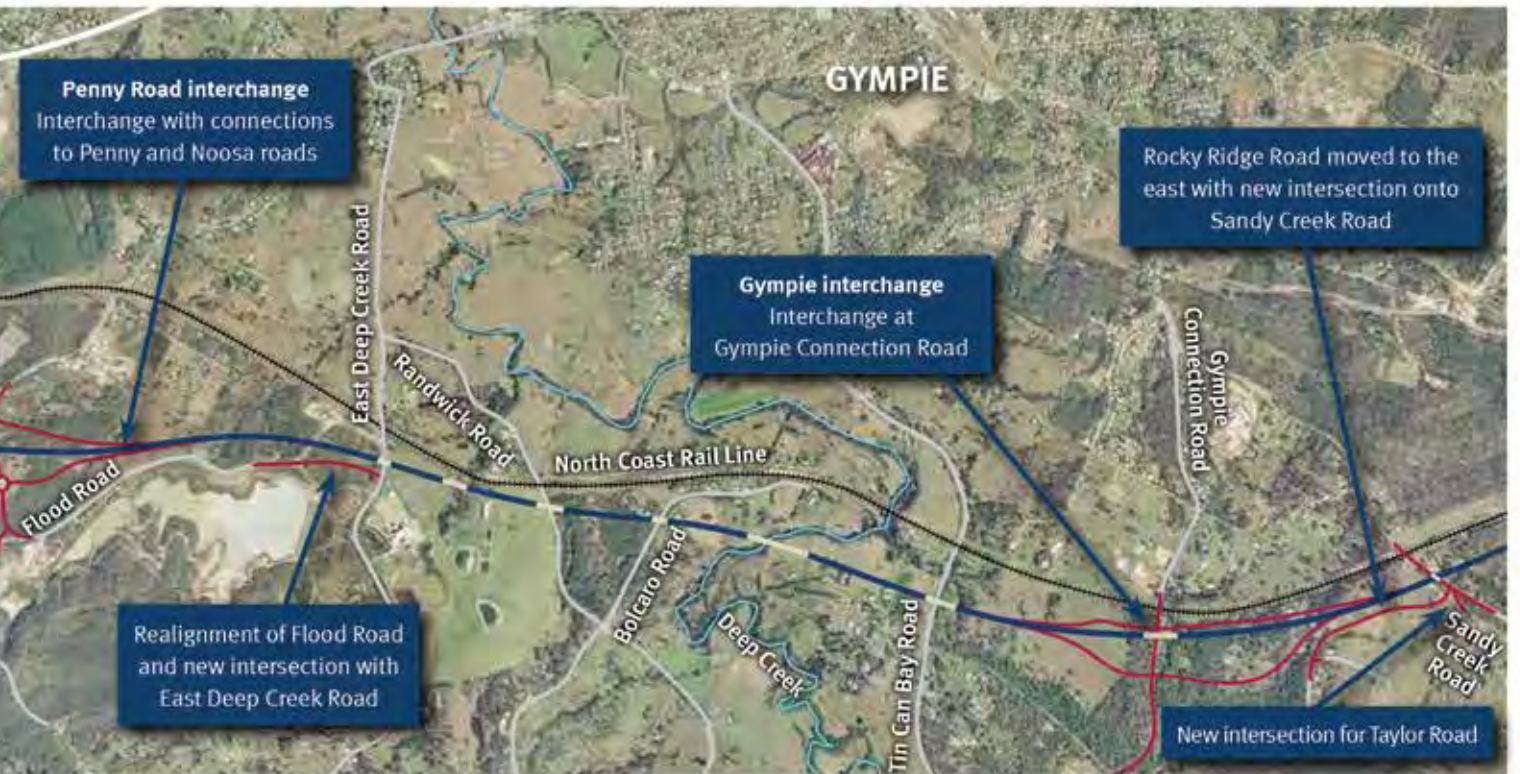 GYMPIE
Penny Road interchange
Interchange with connections
to Penny and Noosa roads
Rocky Ridge Road moved to the
east with new intersection onto
Sandy Creek Road
Gympie interchange
Interchange at
Gympie Connection Road
East Deep Creek Road
Randwick Road
North Coast Rail Line
Gympie
Connection Road
Flood Road
Bolcaro Road
Deep Creek
Tin Can Bay Road
Sandy
Creek
Road
Realignment of Flood Road
and new intersection with
East Deep Creek Road
New intersection for Taylor Road